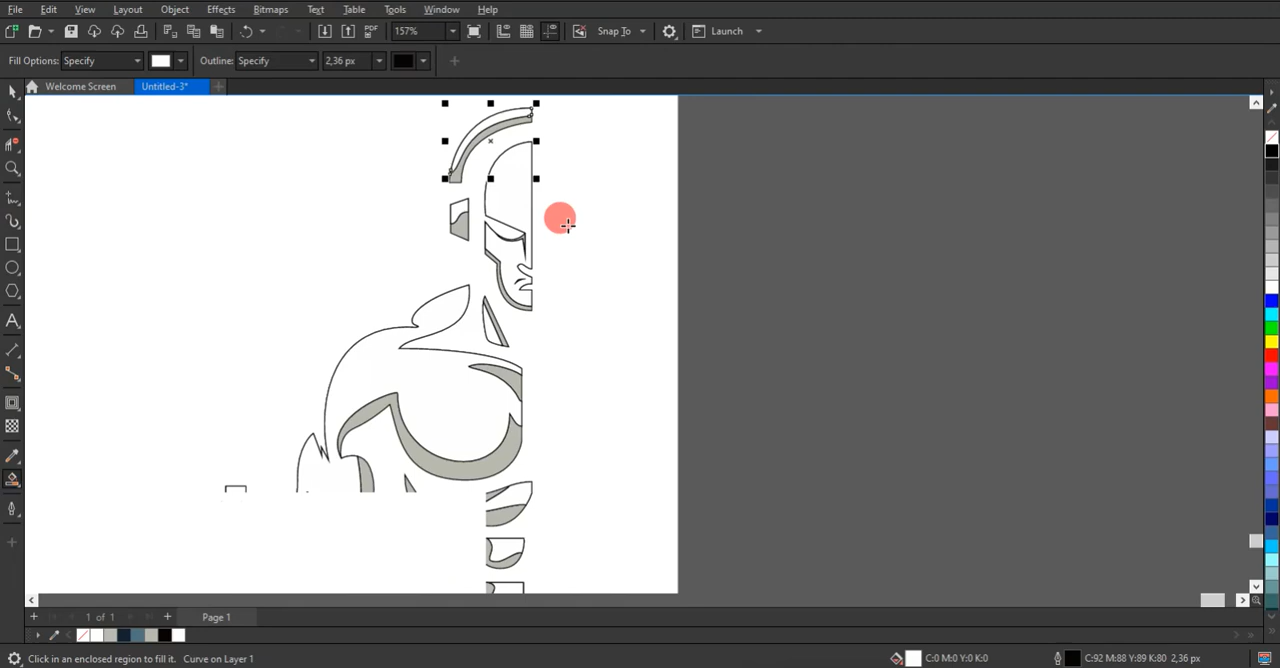 File Edit View Layout Object Effects Bitmaps Text Table Tools Window Help
PDF 157% Snap To Launch
Fill Options: Specify Outline: Specify 2,36 px
Welcome Screen Untitled-3*
1 of 1 Page 1
Click in an enclosed region to fill it. Curve on Layer 1 C:0 M:0 Y:0 K:0 C:92 M:88 Y:89 K:80 2,36 px